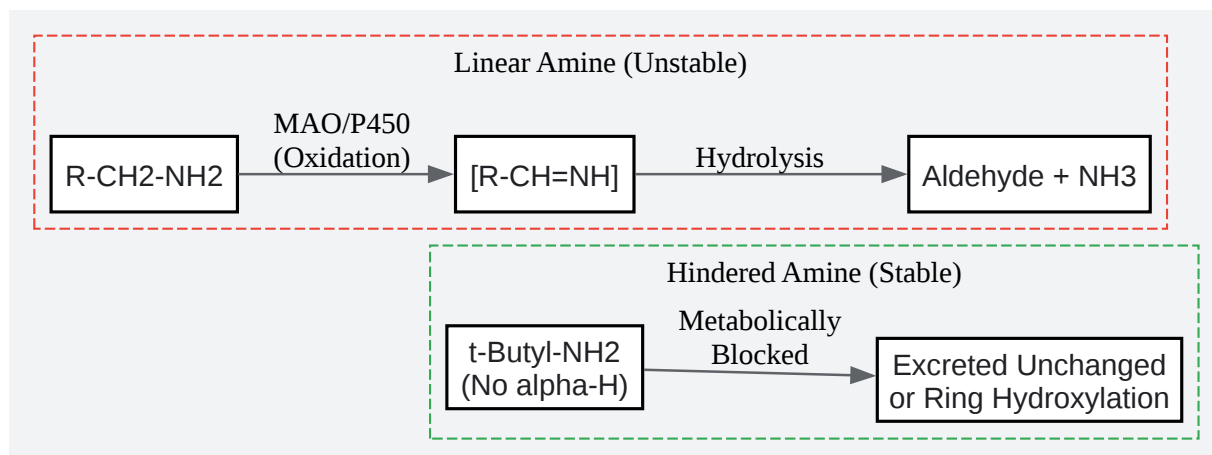 Linear Amine (Unstable)
MAO/P450
(Oxidation)
R-CH2-NH2
[R-CH=NH]
Hydrolysis
Aldehyde + NH3
Hindered Amine (Stable)
Metabolically
Blocked
t-Butyl-NH2
(No alpha-H)
Excreted Unchanged
or Ring Hydroxylation